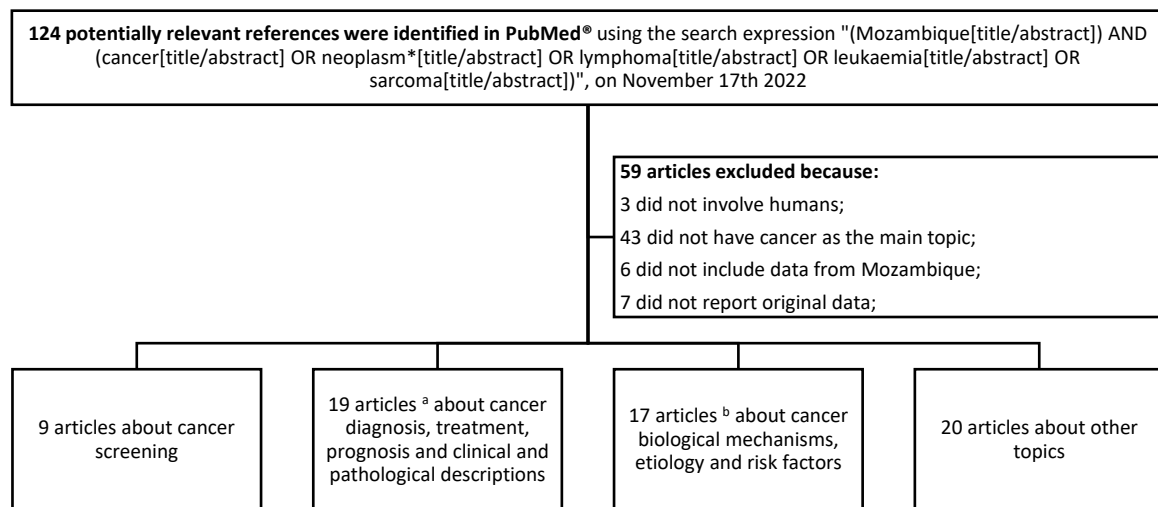 124 potentially relevant references were identified in PubMed® using the search expression "(Mozambique[title/abstract]) AND
(cancer[title/abstract] OR neoplasm*[title/abstract] OR lymphoma[title/abstract] OR leukaemia[title/abstract] OR
sarcoma[title/abstract])", on November 17th 2022
59 articles excluded because:
3 did not involve humans;
43 did not have cancer as the main topic;
6 did not include data from Mozambique;
7 did not report original data;
9 articles about cancer
screening
19 articles a about cancer
diagnosis, treatment,
prognosis and clinical and
pathological descriptions
17 articles b about cancer
biological mechanisms,
etiology and risk factors
20 articles about other
topics